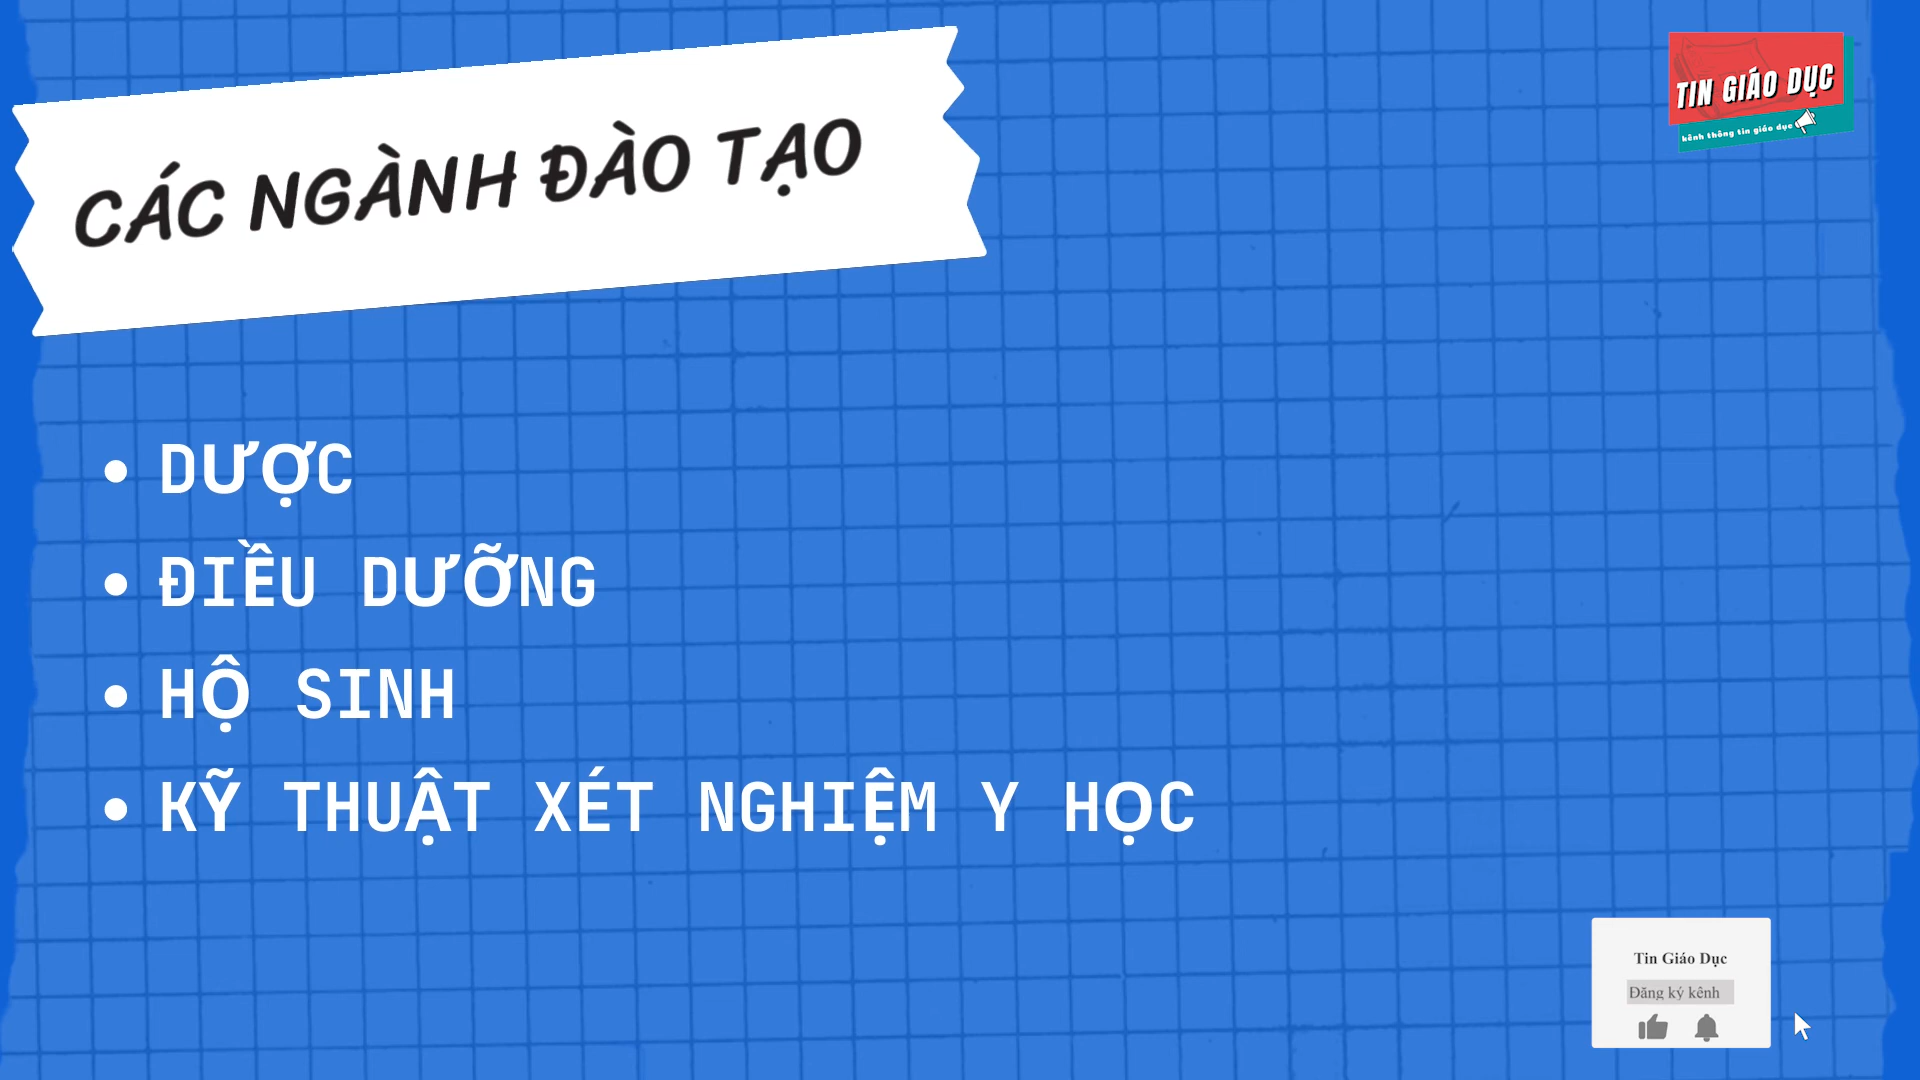 TIN GIÁO DỤC
kênh thông tin giáo dục
CÁC NGÀNH ĐÀO TẠO
DƯỢC
ĐIỀU DƯỠNG
HỘ SINH
KỸ THUẬT XÉT NGHIỆM Y HỌC
Tin Giáo Dục
Đăng ký kênh